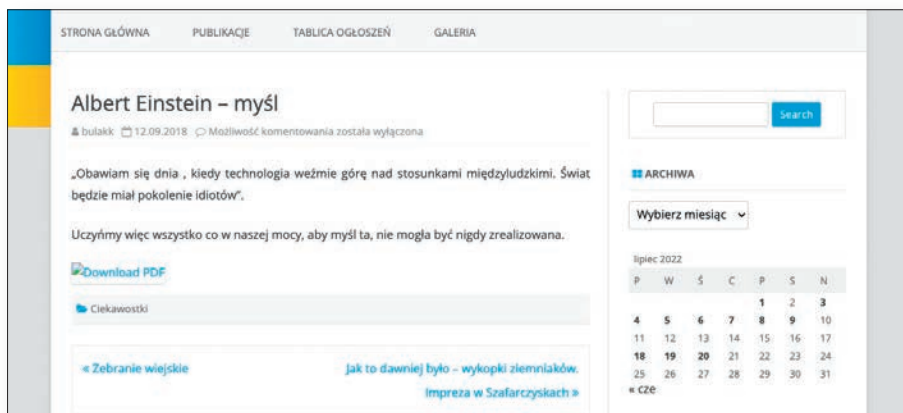 STRONA GŁÓWNA PUBLIKACJE TABLICA OGŁOSZEŃ GALERIA
Albert Einstein – myśl
bulakk 12.09.2018 Możliwość komentowania została wyłączona
„Obawiam się dnia , kiedy technologia weźmie górę nad stosunkami międzyludzkimi. Świat
będzie miał pokolenie idiotów”.
Uczyńmy więc wszystko co w naszej mocy, aby myśl ta, nie mogła być nigdy zrealizowana.
Download PDF
Ciekawostki
« Zebranie wiejskie
Jak to dawniej było – wykopki ziemniaków.
Impreza w Szafarczyskach »
Search
ARCHIWA
Wybierz miesiąc
lipiec 2022
P W Ś C P S N
1 2 3
4 5 6 7 8 9 10
11 12 13 14 15 16 17
18 19 20 21 22 23 24
25 26 27 28 29 30 31
« cze